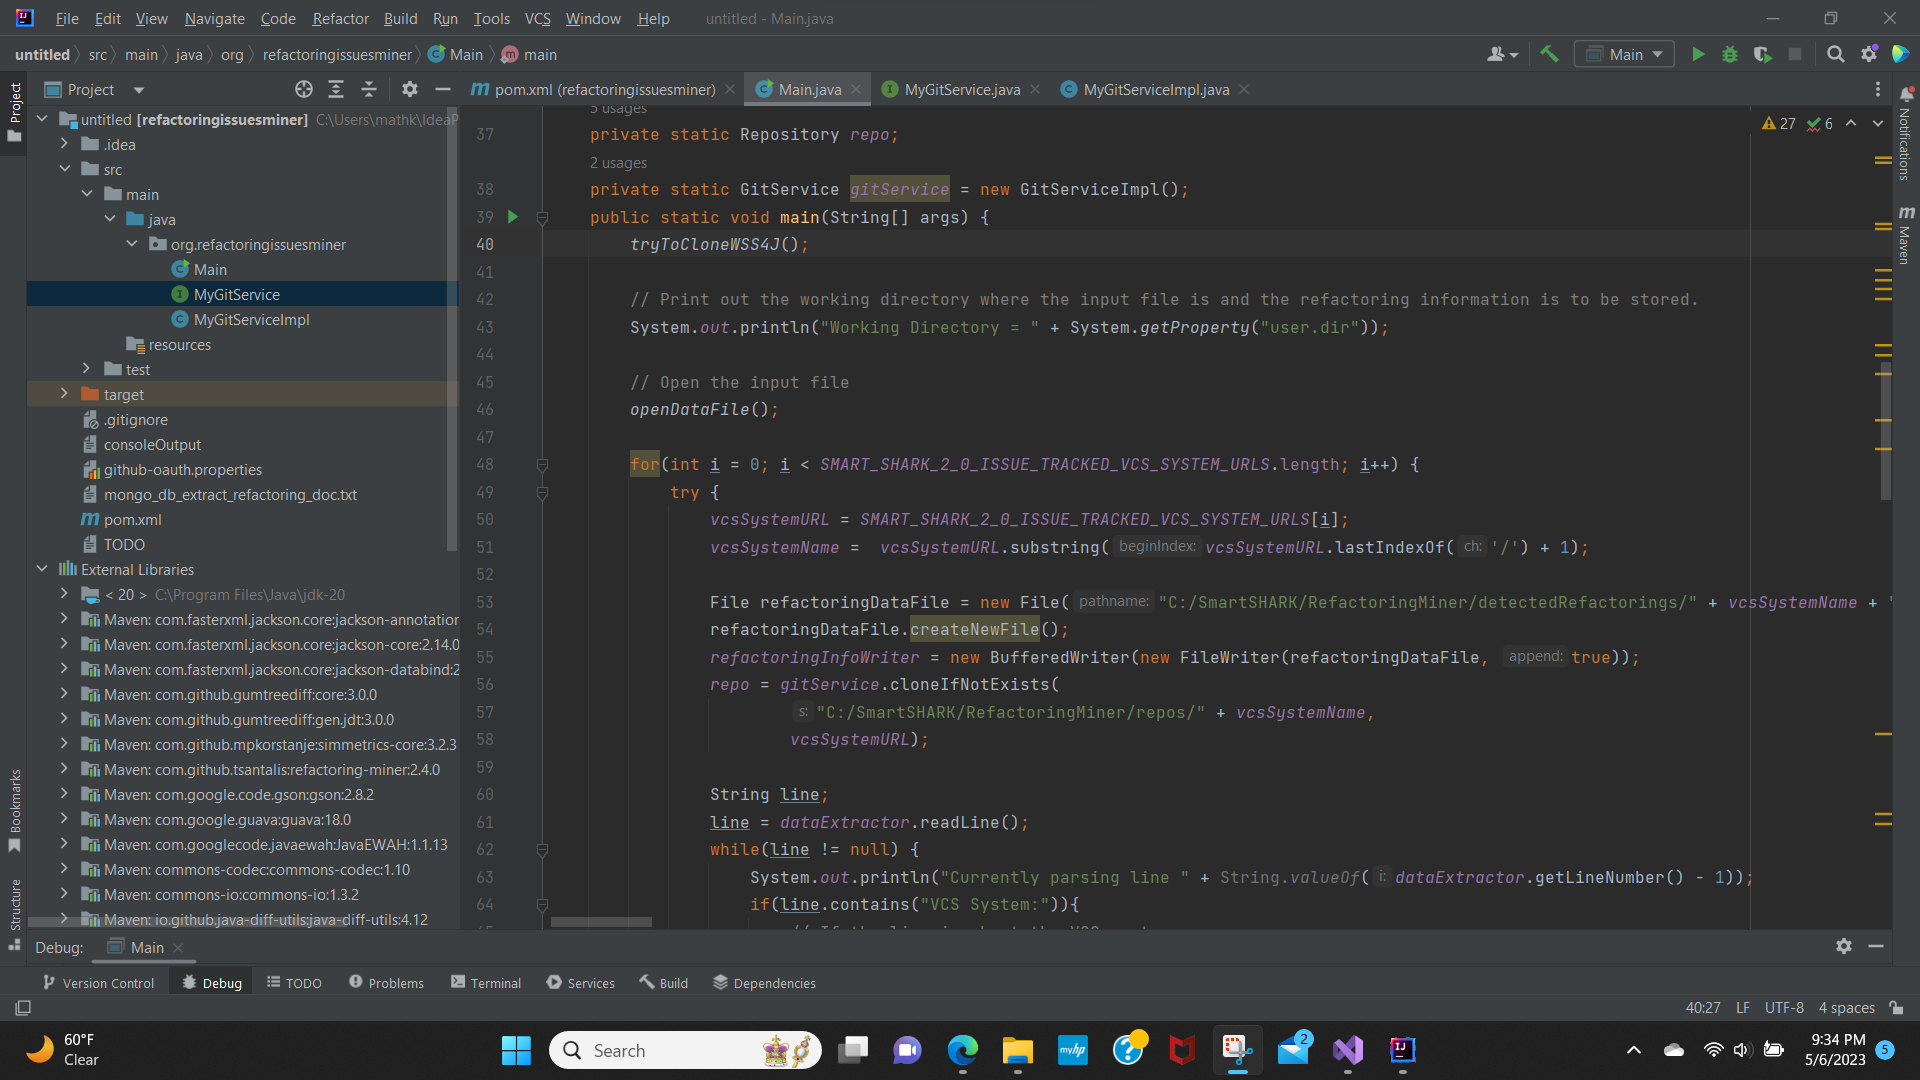 File Edit View Navigate Code Refactor Build Run Tools VCS Window Help untitled - Main.java
untitled src main java org refactoringissuesminer Main main
Main
Project
pom.xml (refactoringissuesminer) Main.java MyGitService.java MyGitServiceImpl.java
Project
Bookmarks
Structure
untitled [refactoringissuesminer] C:\Users\mathk\IdeaP
.idea
src
main
java
org.refactoringissuesminer
Main
MyGitService
MyGitServiceImpl
resources
test
target
.gitignore
consoleOutput
github-oauth.properties
mongo_db_extract_refactoring_doc.txt
pom.xml
TODO
External Libraries
< 20 > C:\Program Files\Java\jdk-20
Maven: com.fasterxml.jackson.core:jackson-annotation
Maven: com.fasterxml.jackson.core:jackson-core:2.14.0
Maven: com.fasterxml.jackson.core:jackson-databind:2
Maven: com.github.gumtreediff:core:3.0.0
Maven: com.github.gumtreediff:gen.jdt:3.0.0
Maven: com.github.mpkorstanje:simmetrics-core:3.2.3
Maven: com.github.tsantalis:refactoring-miner:2.4.0
Maven: com.google.code.gson:gson:2.8.2
Maven: com.google.guava:guava:18.0
Maven: com.googlecode.javaewah:JavaEWAH:1.1.13
Maven: commons-codec:commons-codec:1.10
Maven: commons-io:commons-io:1.3.2
Maven: io.github.java-diff-utils:java-diff-utils:4.12
5 usages
37 private static Repository repo;
2 usages
38 private static GitService gitService = new GitServiceImpl();
39 public static void main(String[] args) {
40 tryToCloneWSS4J();
41
42 // Print out the working directory where the input file is and the refactoring information is to be stored.
43 System.out.println("Working Directory = " + System.getProperty("user.dir"));
44
45 // Open the input file
46 openDataFile();
47
48 for(int i = 0; i < SMART_SHARK_2_0_ISSUE_TRACKED_VCS_SYSTEM_URLS.length; i++) {
49 try {
50 vcsSystemURL = SMART_SHARK_2_0_ISSUE_TRACKED_VCS_SYSTEM_URLS[i];
51 vcsSystemName =  vcsSystemURL.substring( beginIndex: vcsSystemURL.lastIndexOf( ch: '/') + 1);
52
53 File refactoringDataFile = new File( pathname: "C:/SmartSHARK/RefactoringMiner/detectedRefactorings/" + vcsSystemName + '
54 refactoringDataFile.createNewFile();
55 refactoringInfoWriter = new BufferedWriter(new FileWriter(refactoringDataFile, append: true));
56 repo = gitService.cloneIfNotExists(
57 s: "C:/SmartSHARK/RefactoringMiner/repos/" + vcsSystemName,
58 vcsSystemURL);
59
60 String line;
61 line = dataExtractor.readLine();
62 while(line != null) {
63 System.out.println("Currently parsing line " + String.valueOf( i: dataExtractor.getLineNumber() - 1));
64 if(line.contains("VCS System:")){
27 6
Notifications
Maven
Debug: Main
Version Control Debug TODO Problems Terminal Services Build Dependencies
40:27 LF UTF-8 4 spaces
60°F
Clear
Search
myhp
2
IJ
9:34 PM
5/6/2023
5